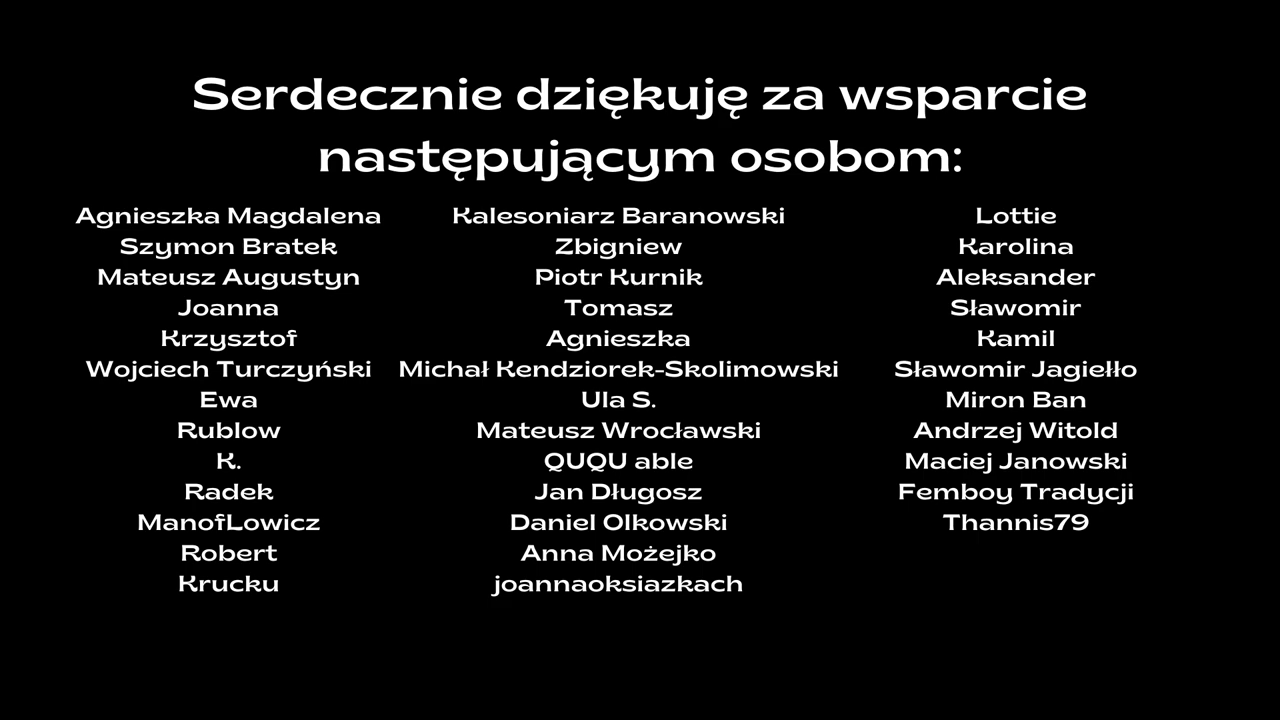 Serdecznie dziękuję za wsparcie
następującym osobom:
Agnieszka Magdalena
Szymon Bratek
Mateusz Augustyn
Joanna
Krzysztof
Wojciech Turczyński
Ewa
Rublow
K.
Radek
ManofLowicz
Robert
Krucku
Kalesoniarz Baranowski
Zbigniew
Piotr Kurnik
Tomasz
Agnieszka
Michał Kendziorek-Skolimowski
Ula S.
Mateusz Wrocławski
QUQU able
Jan Długosz
Daniel Olkowski
Anna Możejko
joannaoksiazkach
Lottie
Karolina
Aleksander
Sławomir
Kamil
Sławomir Jagiełło
Miron Ban
Andrzej Witold
Maciej Janowski
Femboy Tradycji
Thannis79